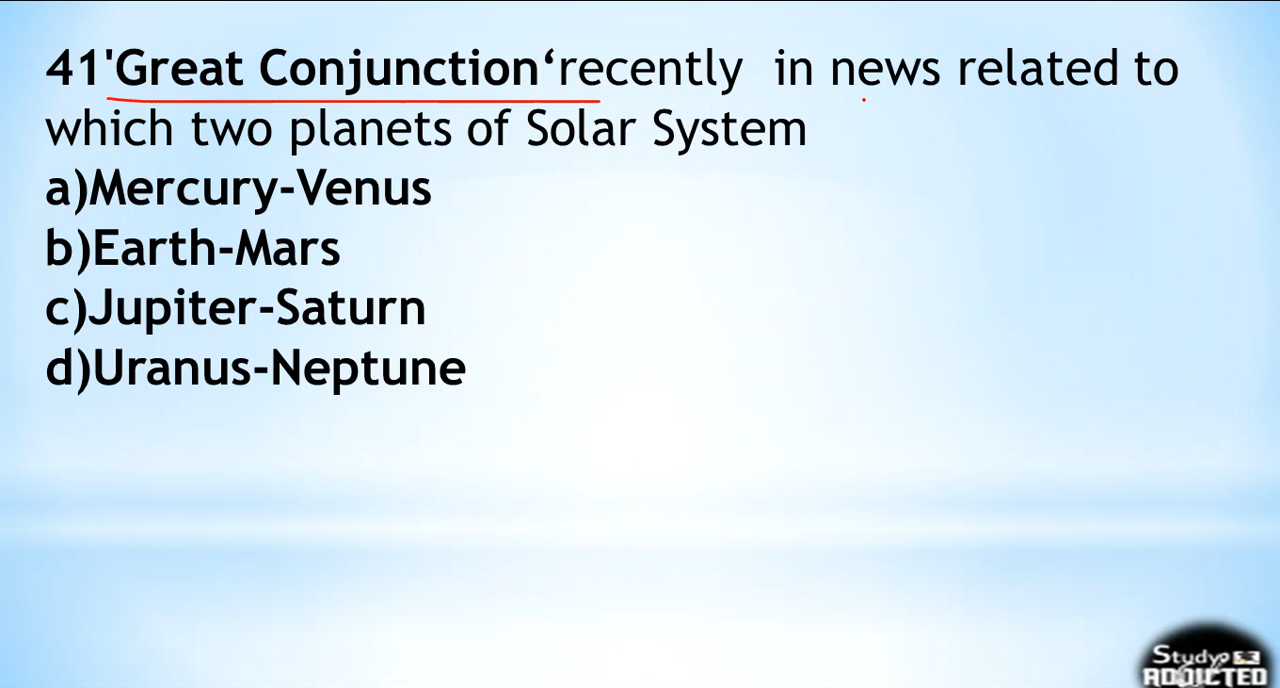 41'Great Conjunction‘recently  in news related to
which two planets of Solar System
a)Mercury-Venus
b)Earth-Mars
c)Jupiter-Saturn
d)Uranus-Neptune
Study
ADDICTED